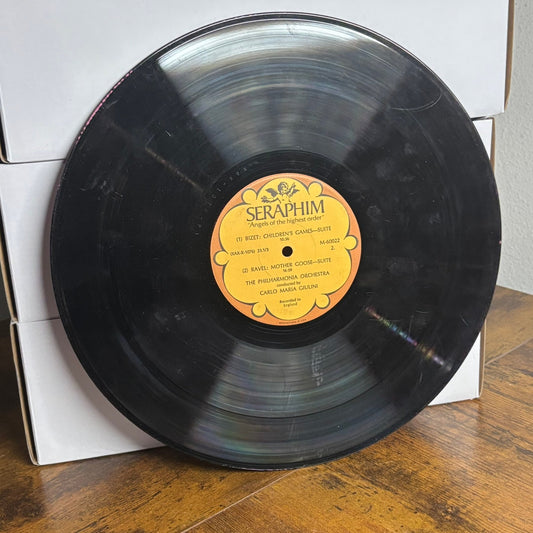 SERAPHIM
"Angels of the highest order"
(1) BIZET: CHILDREN'S GAMES—SUITE
M-60022
2.
(2) RAVEL: MOTHER GOOSE—SUITE
THE PHILHARMONIA ORCHESTRA
conducted by
CARLO MARIA GIULINI
Recorded in
England